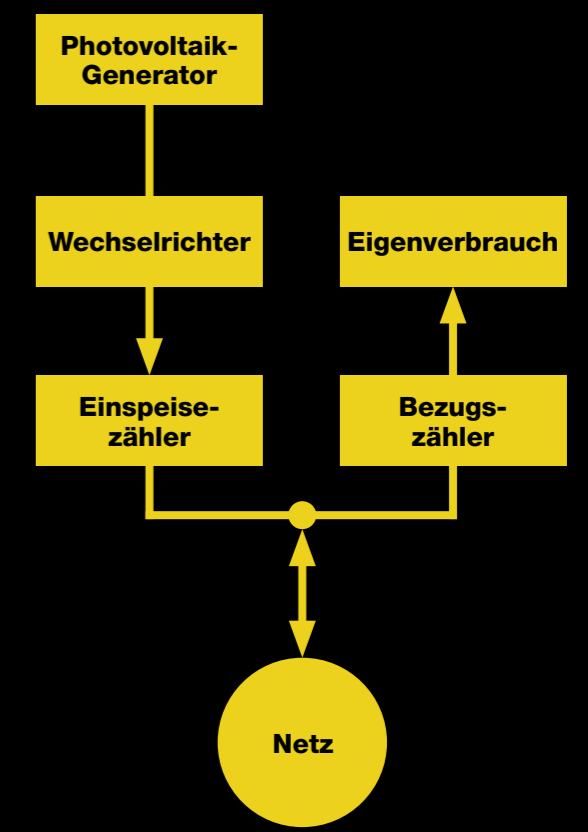 Photovoltaik-
Generator
Wechselrichter
Eigenverbrauch
Einspeise-
zähler
Bezugs-
zähler
Netz